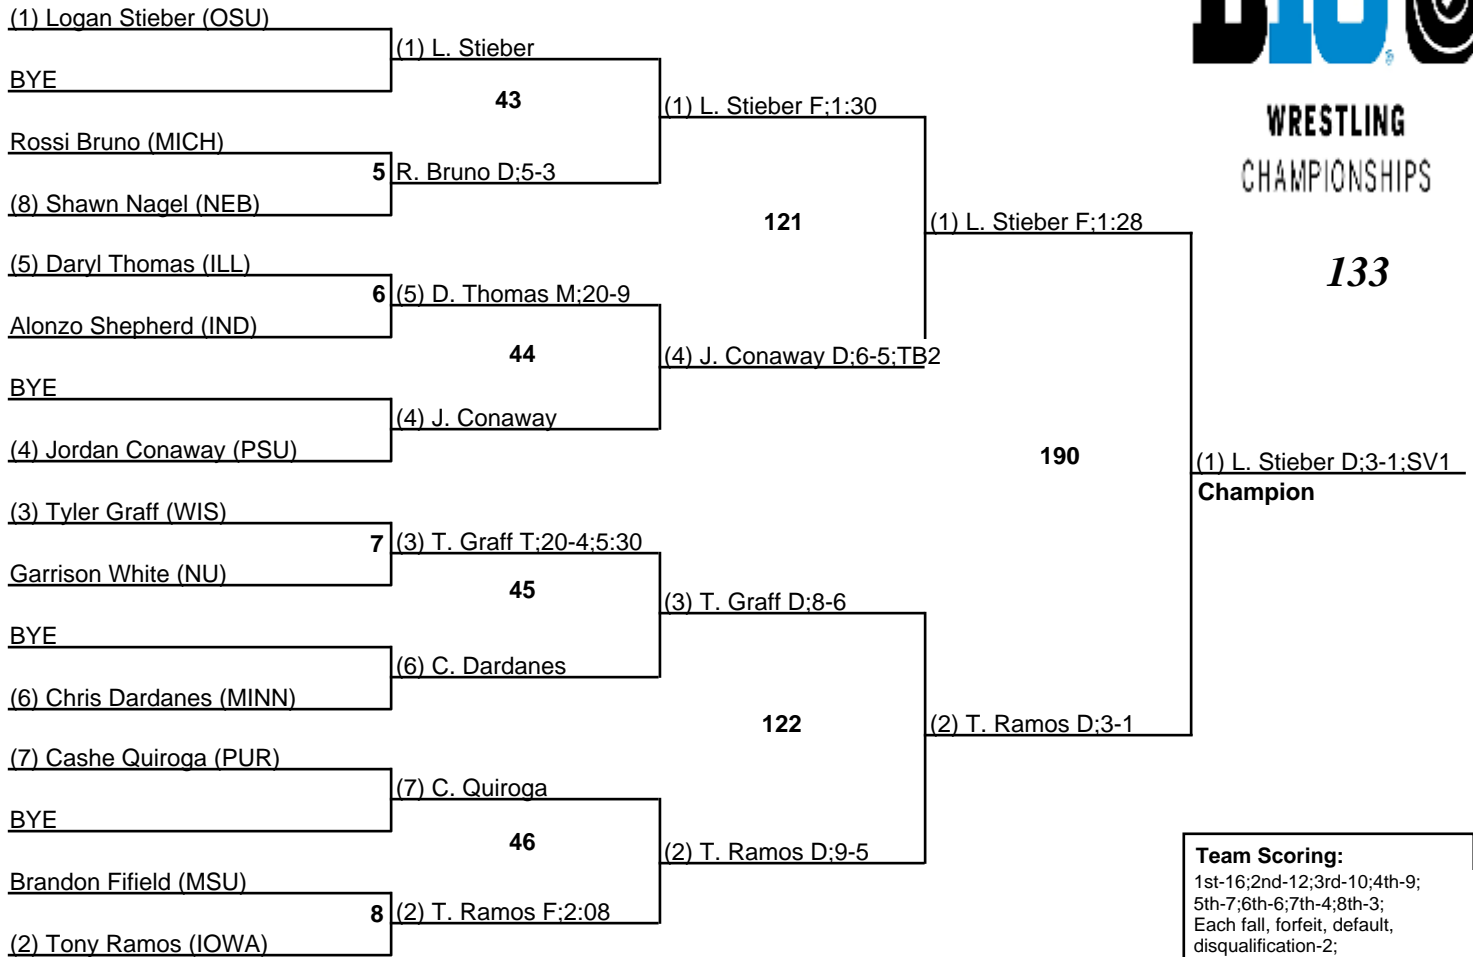 (1) Logan Stieber (OSU)
BYE
Rossi Bruno (MICH)
(8) Shawn Nagel (NEB)
(5) Daryl Thomas (ILL)
Alonzo Shepherd (IND)
BYE
(4) Jordan Conaway (PSU)
(3) Tyler Graff (WIS)
Garrison White (NU)
BYE
(6) Chris Dardanes (MINN)
(7) Cashe Quiroga (PUR)
BYE
Brandon Fifield (MSU)
(2) Tony Ramos (IOWA)
(1) L. Stieber
43
5 R. Bruno D;5-3
6 (5) D. Thomas M;20-9
44
(4) J. Conaway
7 (3) T. Graff T;20-4;5:30
45
(6) C. Dardanes
(7) C. Quiroga
46
8 (2) T. Ramos F;2:08
(1) L. Stieber F;1:30
121
(4) J. Conaway D;6-5;TB2
(3) T. Graff D;8-6
122
(2) T. Ramos D;9-5
(1) L. Stieber F;1:28
190
(2) T. Ramos D;3-1
(1) L. Stieber D;3-1;SV1
Champion
B1G
WRESTLING
CHAMPIONSHIPS
133
Team Scoring:
1st-16;2nd-12;3rd-10;4th-9;
5th-7;6th-6;7th-4;8th-3;
Each fall, forfeit, default,
disqualification-2;